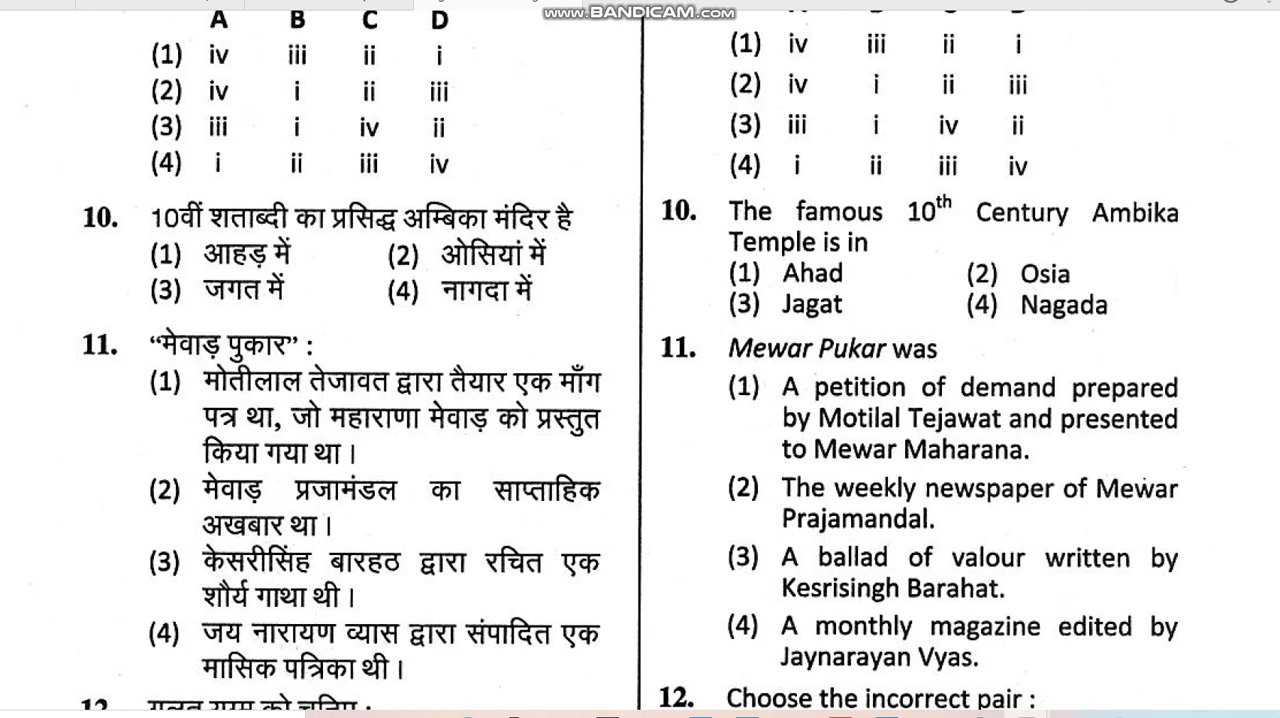 www.BANDICAM.com
A B C D
(1) iv iii ii i
(2) iv i ii iii
(3) iii i iv ii
(4) i ii iii iv
10. 10वीं शताब्दी का प्रसिद्ध अम्बिका मंदिर है
(1) आहड़ में (2) ओसियां में
(3) जगत में (4) नागदा में
11. “मेवाड़ पुकार” :
(1) मोतीलाल तेजावत द्वारा तैयार एक माँग
पत्र था, जो महाराणा मेवाड़ को प्रस्तुत
किया गया था ।
(2) मेवाड़ प्रजामंडल का साप्ताहिक
अखबार था ।
(3) केसरीसिंह बारहठ द्वारा रचित एक
शौर्य गाथा थी ।
(4) जय नारायण व्यास द्वारा संपादित एक
मासिक पत्रिका थी ।
12
(1) iv iii ii i
(2) iv i ii iii
(3) iii i iv ii
(4) i ii iii iv
10. The famous 10th Century Ambika
Temple is in
(1) Ahad (2) Osia
(3) Jagat (4) Nagada
11. Mewar Pukar was
(1) A petition of demand prepared
by Motilal Tejawat and presented
to Mewar Maharana.
(2) The weekly newspaper of Mewar
Prajamandal.
(3) A ballad of valour written by
Kesrisingh Barahat.
(4) A monthly magazine edited by
Jaynarayan Vyas.
12. Choose the incorrect pair :